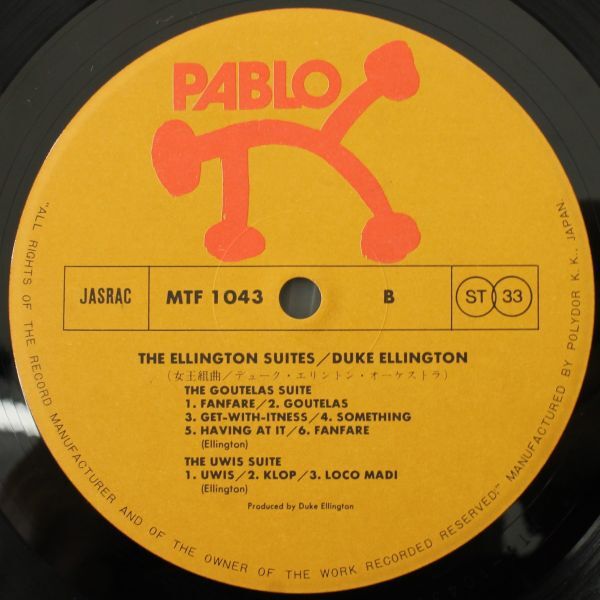 PABLO
JASRAC
MTF 1043
B
ST 33
THE ELLINGTON SUITES/DUKE ELLINGTON
(女王組曲/デューク・エリントン・オーケストラ)
THE GOUTELAS SUITE
1. FANFARE/2. GOUTELAS
3. GET-WITH-ITNESS/4. SOMETHING
5. HAVING AT IT/6. FANFARE
(Ellington)
THE UWIS SUITE
1. UWIS/2. KLOP/3. LOCO MADI
(Ellington)
Produced by Duke Ellington
"ALL RIGHTS OF THE RECORD MANUFACTURER AND OF THE OWNER OF THE WORK RECORDED RESERVED." MANUFACTURED BY POLYDOR K. K., JAPAN.